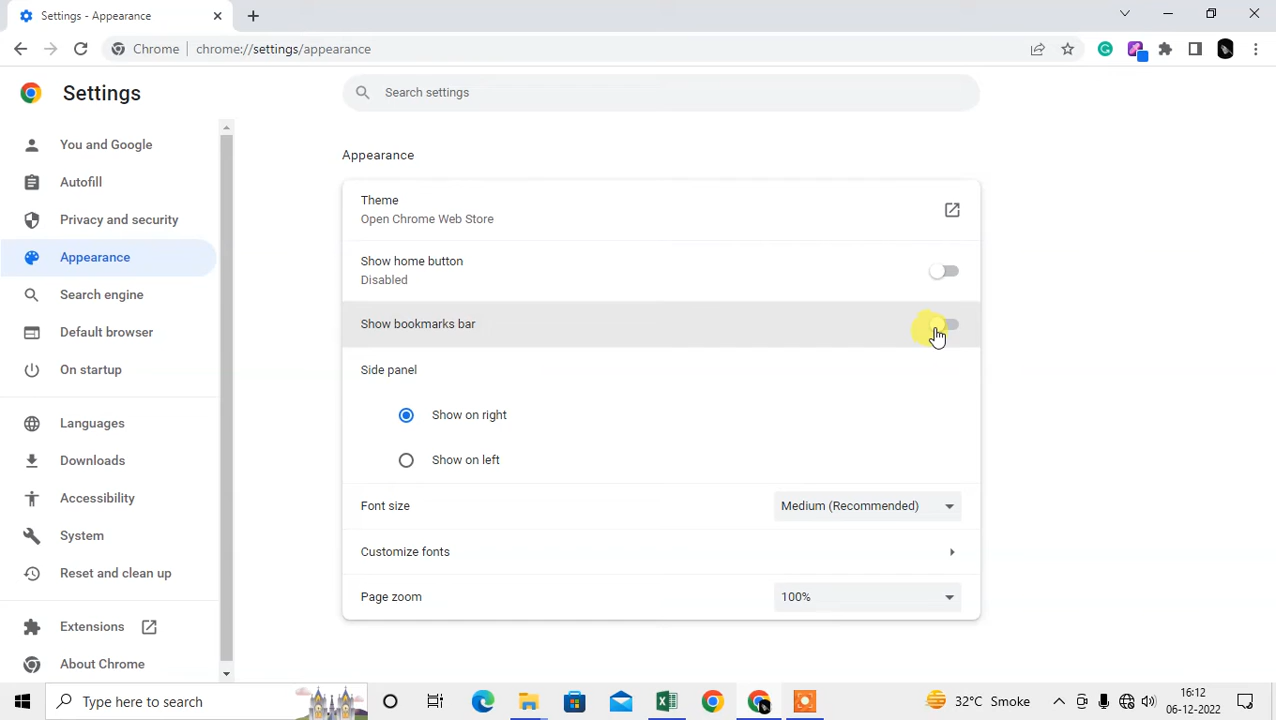 Settings - Appearance
Chrome chrome://settings/appearance
Settings
Search settings
You and Google
Autofill
Privacy and security
Appearance
Search engine
Default browser
On startup
Languages
Downloads
Accessibility
System
Reset and clean up
Extensions
About Chrome
Appearance
Theme
Open Chrome Web Store
Show home button
Disabled
Show bookmarks bar
Side panel
Show on right
Show on left
Font size Medium (Recommended)
Customize fonts
Page zoom 100%
Type here to search
32°C Smoke
16:12
06-12-2022